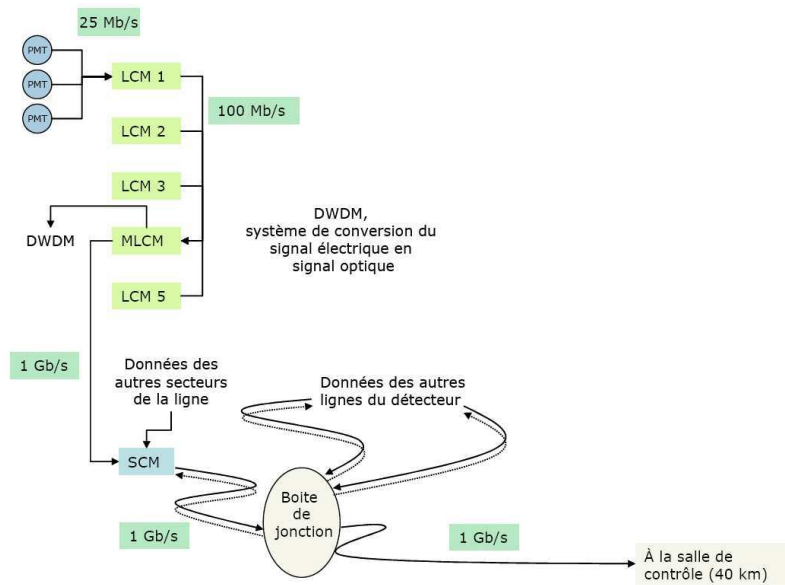 25 Mb/s
PMT
PMT
PMT
LCM 1
100 Mb/s
LCM 2
LCM 3
DWDM
MLCM
DWDM,
système de conversion du
signal électrique en
signal optique
LCM 5
1 Gb/s
Données des
autres secteurs
de la ligne
Données des autres
lignes du détecteur
SCM
Boite
de
jonction
1 Gb/s
1 Gb/s
À la salle de
contrôle (40 km)